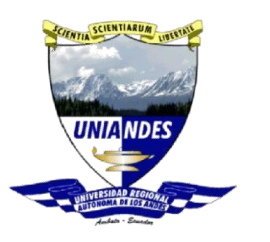 SCIENTIA SCIENTIARUM LIBERTATE
UNIANDES
UNIVERSIDAD REGIONAL
AUTONOMA DE LOS ANDES
Ambato - Ecuador